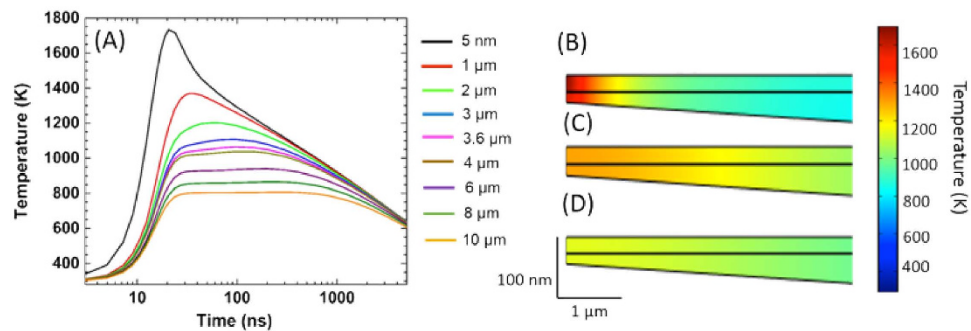 (A)
1800
1600
1400
1200
1000
800
600
400
Temperature (K)
10
100
1000
Time (ns)
5 nm
1 µm
2 µm
3 µm
3.6 µm
4 µm
6 µm
8 µm
10 µm
(B)
(C)
(D)
100 nm
1 µm
1600
1400
1200
1000
800
600
400
Temperature (K)